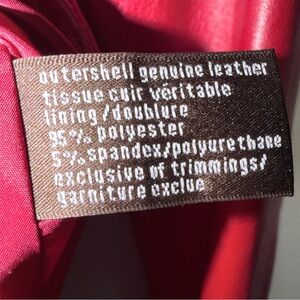 outershell genuine leather
tissue cuir véritable
lining/doublure
95% polyester
5% spandex/polyurethane
exclusive of trimmings/
garniture exclue